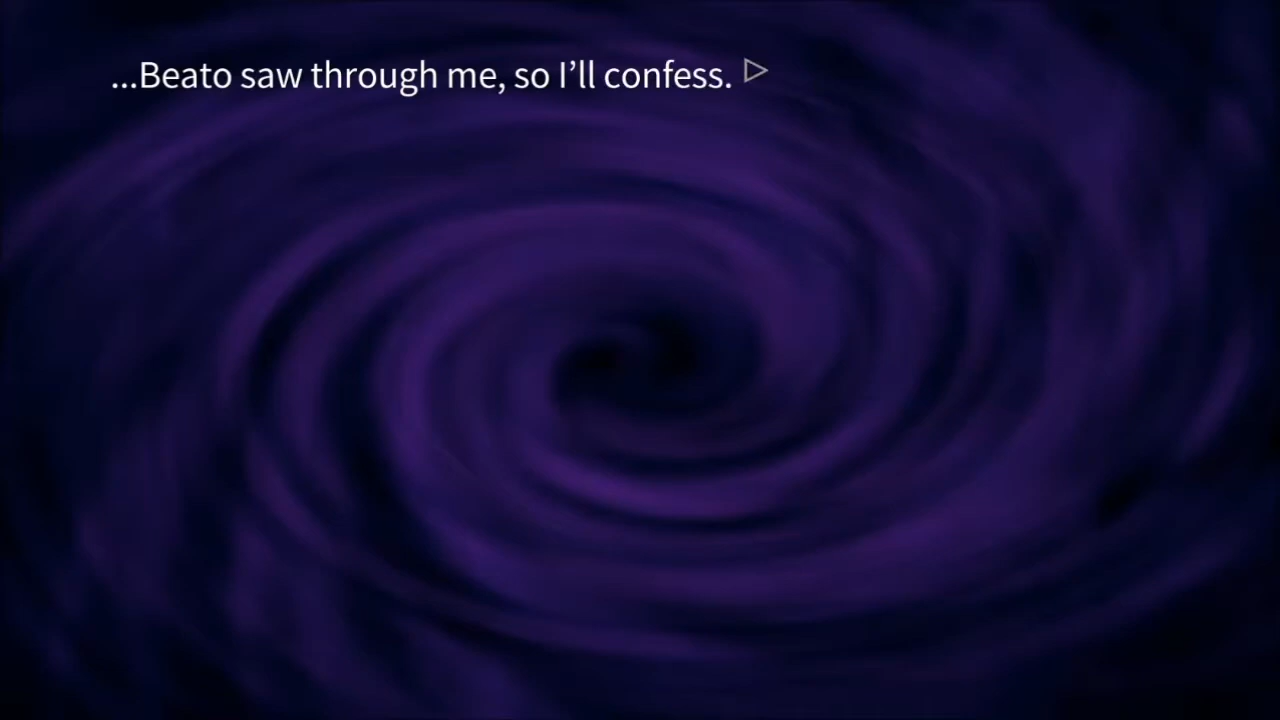 ...Beato saw through me, so I’ll confess.